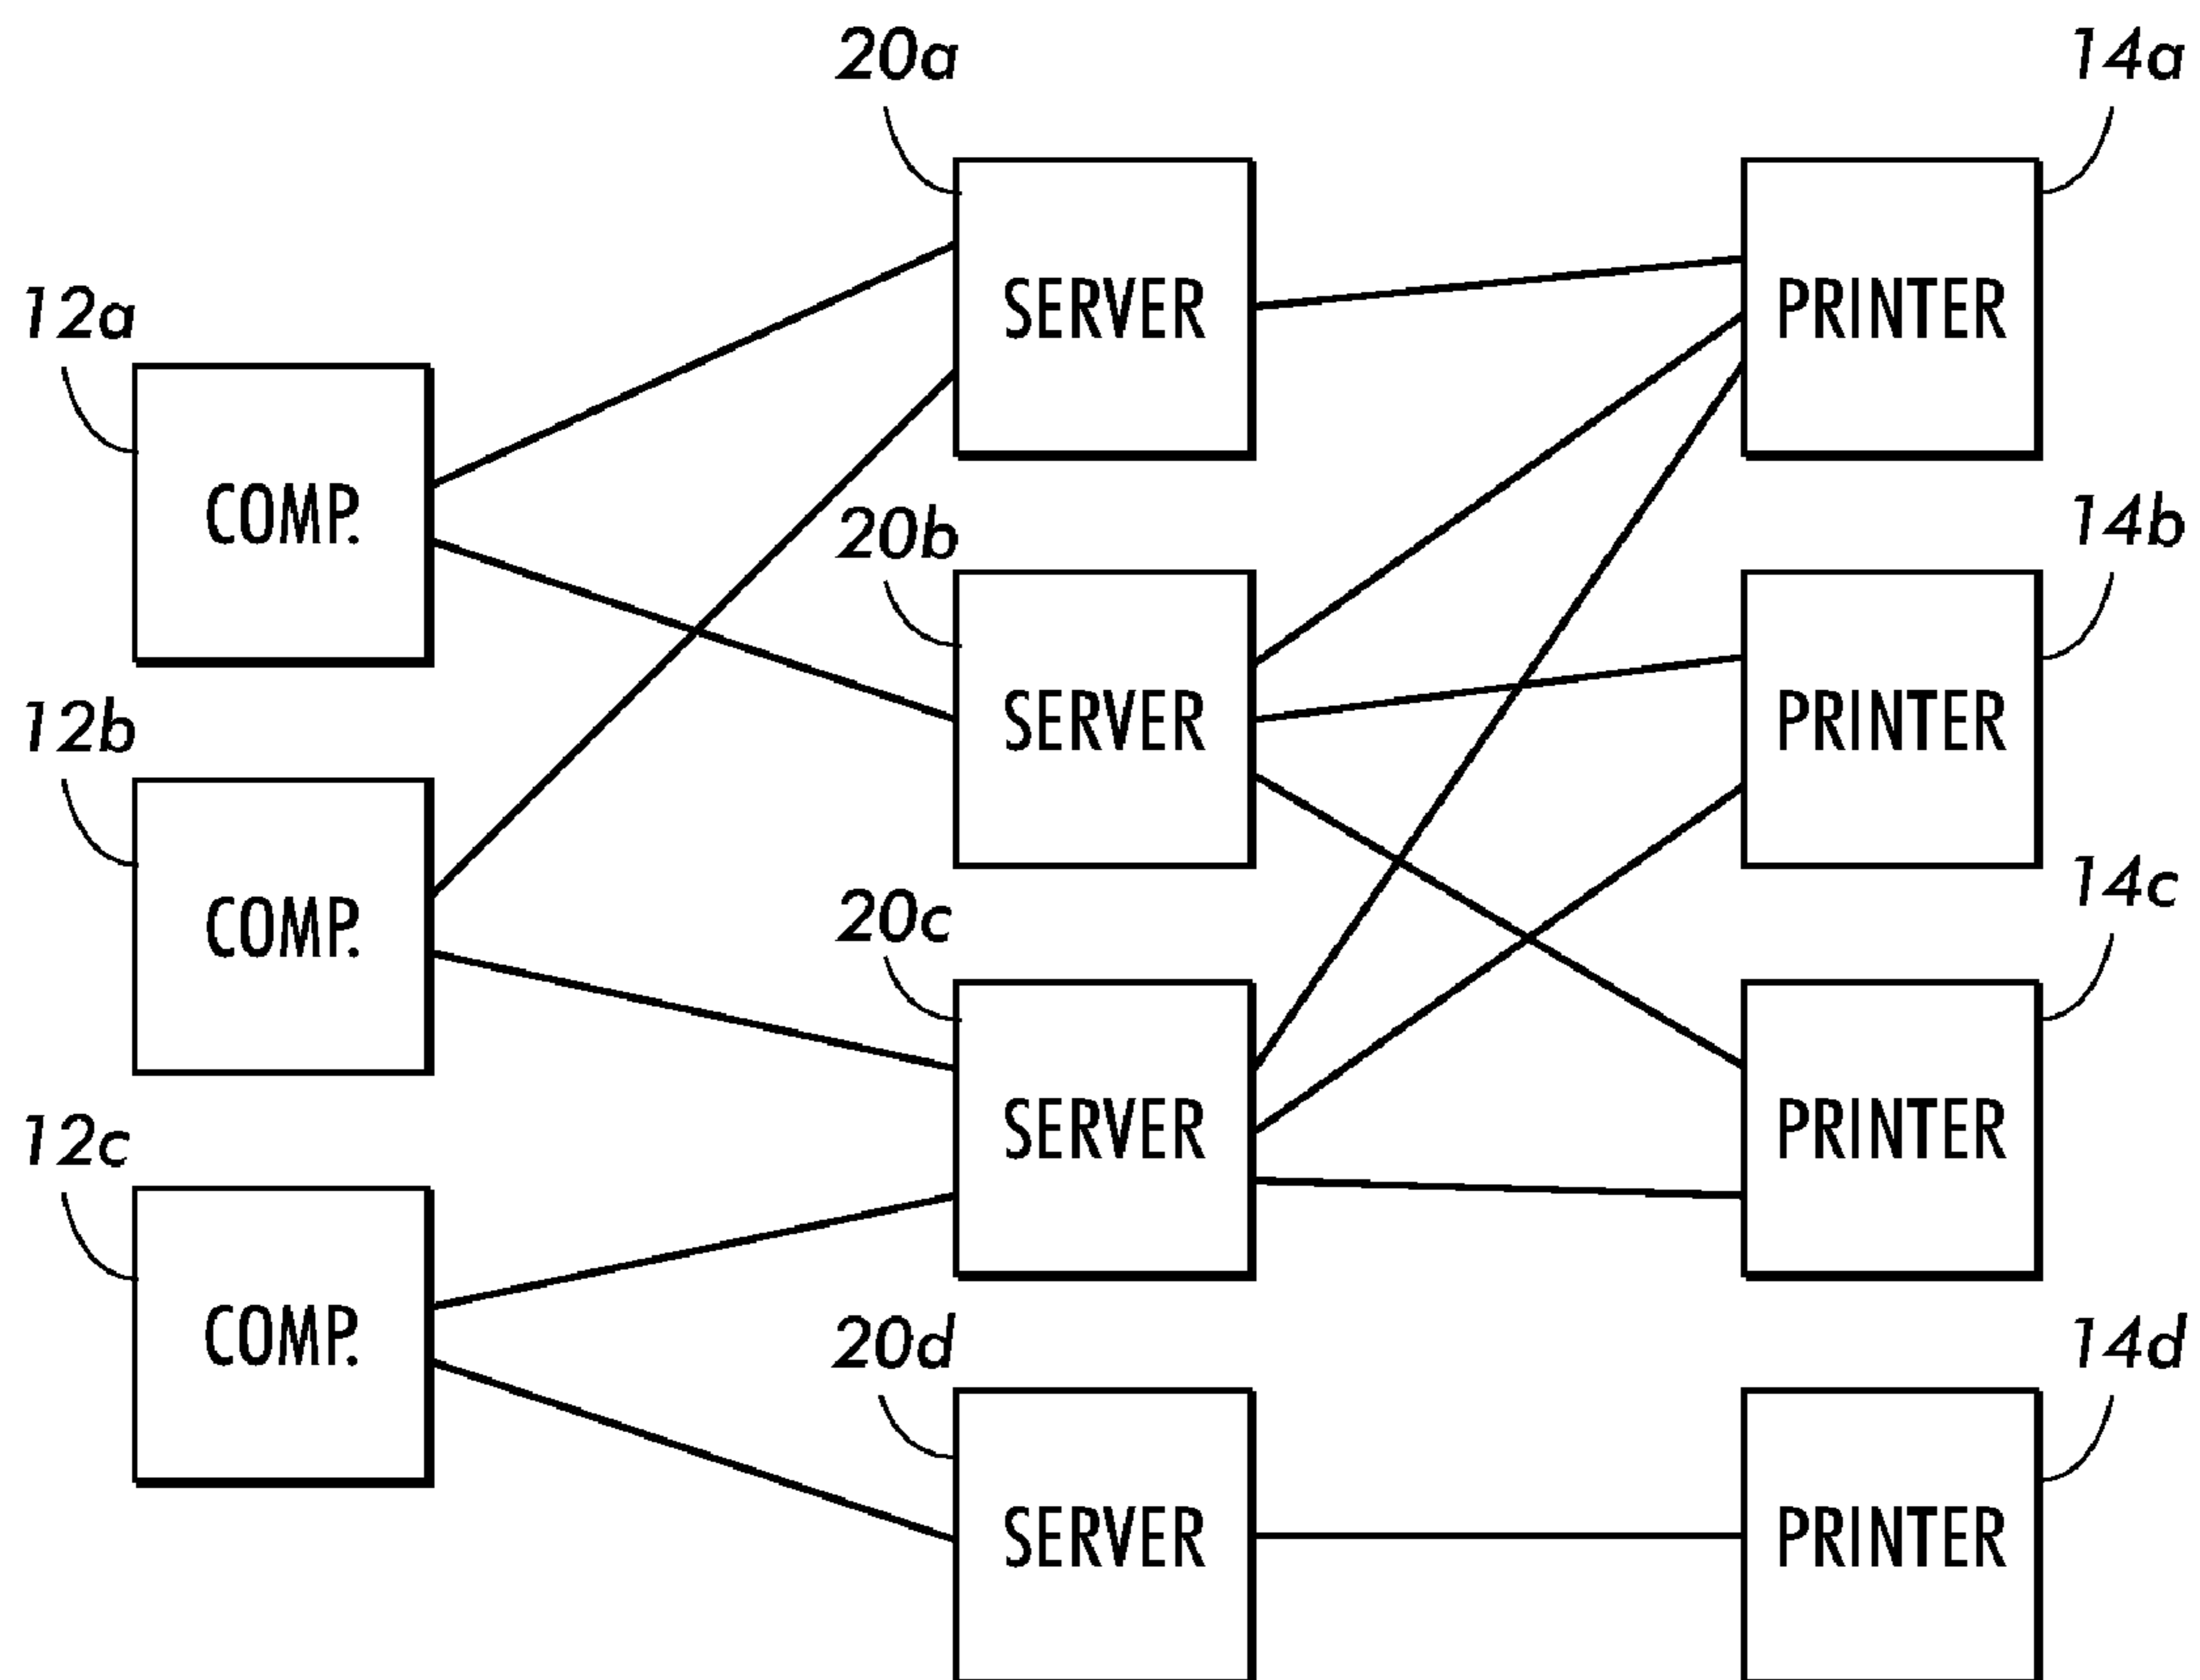 20a
14a
SERVER
PRINTER
12a
COMP.
20b
14b
SERVER
PRINTER
12b
COMP.
20c
14c
SERVER
PRINTER
12c
COMP.
20d
14d
SERVER
PRINTER